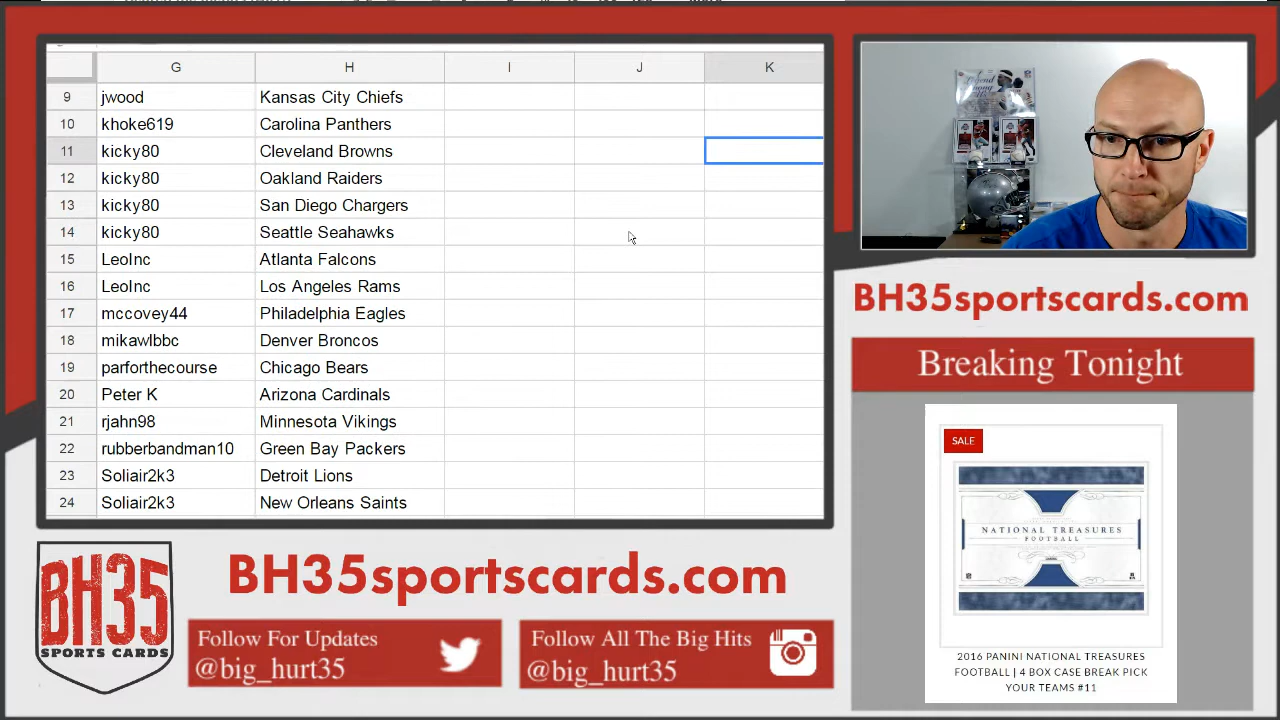 G H I J K
9 jwood Kansas City Chiefs
10 khoke619 Carolina Panthers
11 kicky80 Cleveland Browns
12 kicky80 Oakland Raiders
13 kicky80 San Diego Chargers
14 kicky80 Seattle Seahawks
15 LeoInc Atlanta Falcons
16 LeoInc Los Angeles Rams
17 mccovey44 Philadelphia Eagles
18 mikawlbbc Denver Broncos
19 parforthecourse Chicago Bears
20 Peter K Arizona Cardinals
21 rjahn98 Minnesota Vikings
22 rubberbandman10 Green Bay Packers
23 Soliair2k3 Detroit Lions
24 Soliair2k3 New Orleans Saints
BH35sportscards.com
Breaking Tonight
SALE
NATIONAL TREASURES
FOOTBALL
2016 PANINI NATIONAL TREASURES
FOOTBALL | 4 BOX CASE BREAK PICK
YOUR TEAMS #11
BH35
SPORTS CARDS
BH35sportscards.com
Follow For Updates
@big_hurt35
Follow All The Big Hits
@big_hurt35